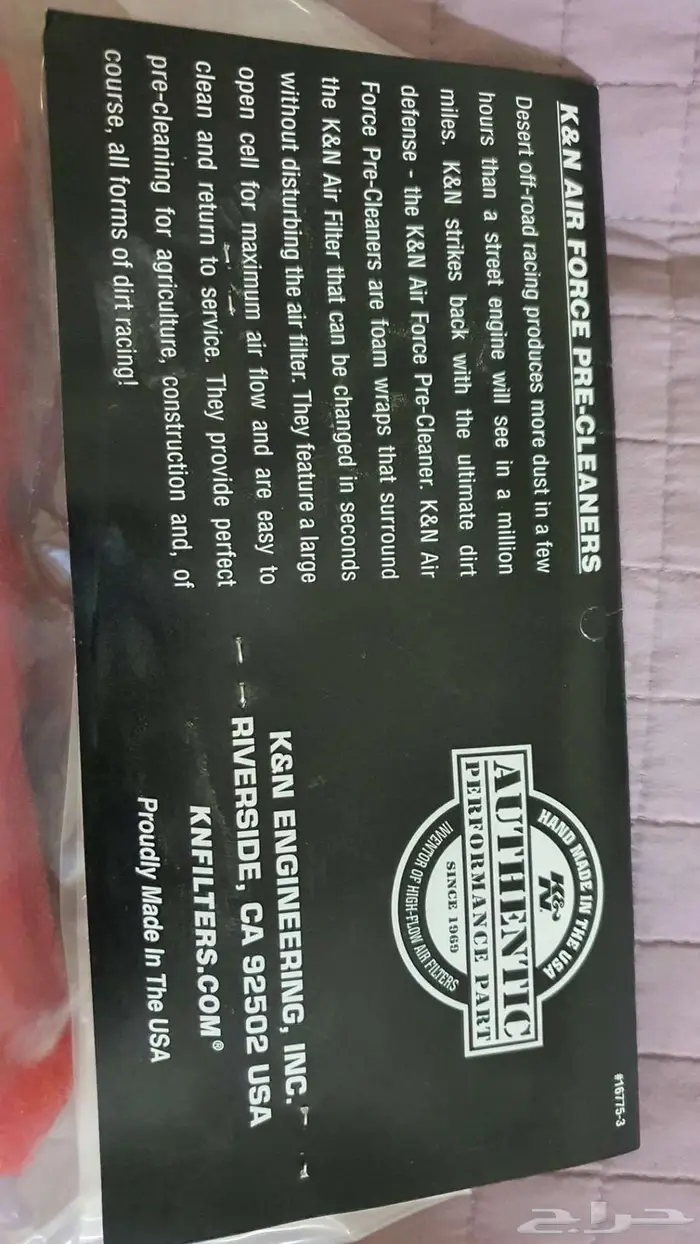 K&N AIR FORCE PRE-CLEANERS
Desert off-road racing produces more dust in a few
hours than a street engine will see in a million
miles. K&N strikes back with the ultimate dirt
defense - the K&N Air Force Pre-Cleaner. K&N Air
Force Pre-Cleaners are foam wraps that surround
the K&N Air Filter that can be changed in seconds
without disturbing the air filter. They feature a large
open cell for maximum air flow and are easy to
clean and return to service. They provide perfect
pre-cleaning for agriculture, construction and, of
course, all forms of dirt racing!
#16775-3
HAND MADE IN THE USA
K&N
AUTHENTIC
PERFORMANCE PART
SINCE 1969
INVENTOR OF HIGH-FLOW AIR FILTERS
K&N ENGINEERING, INC.
RIVERSIDE, CA 92502 USA
KNFILTERS.COM®
Proudly Made In The USA
حراج